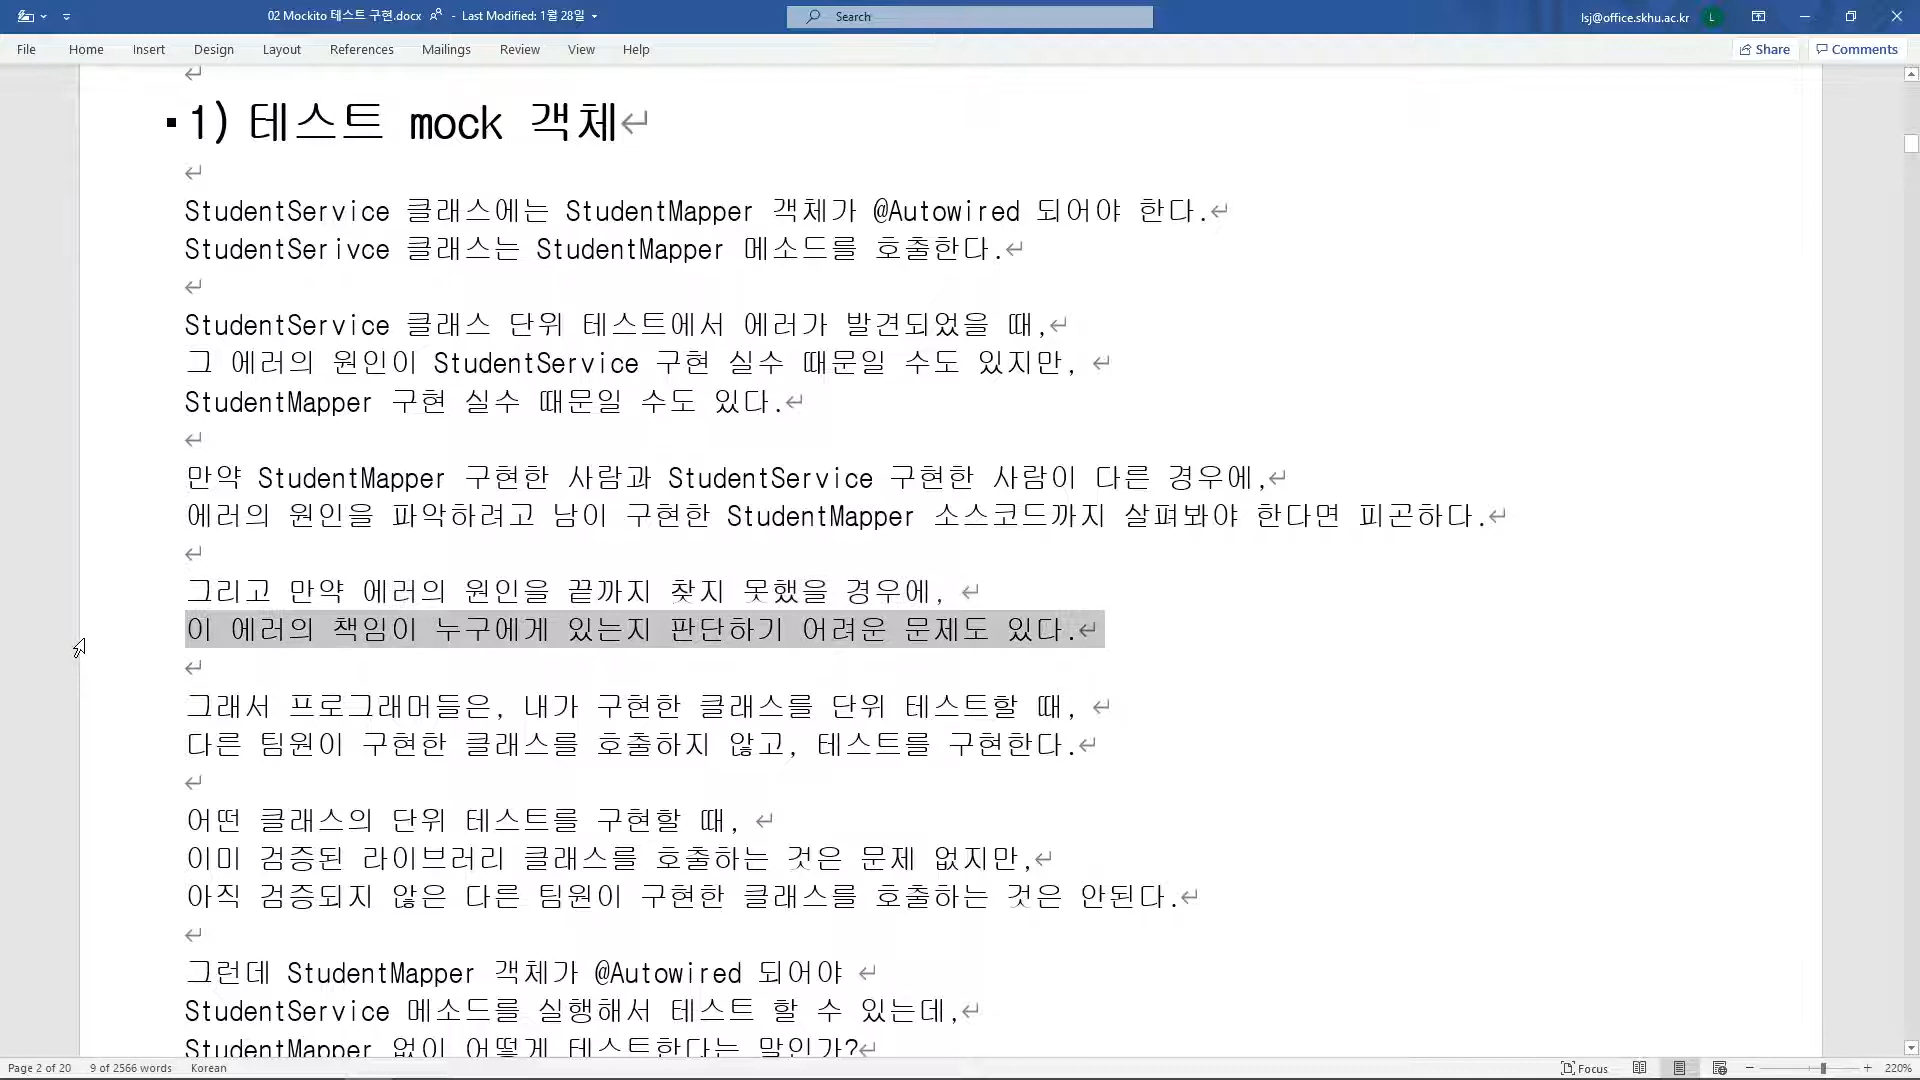 02 Mockito 테스트 구현.docx - Last Modified: 1월 28일
Search
lsj@office.skhu.ac.kr L
File Home Insert Design Layout References Mailings Review View Help Share Comments
1) 테스트 mock 객체
StudentService 클래스에는 StudentMapper 객체가 @Autowired 되어야 한다.
StudentSerivce 클래스는 StudentMapper 메소드를 호출한다.
StudentService 클래스 단위 테스트에서 에러가 발견되었을 때,
그 에러의 원인이 StudentService 구현 실수 때문일 수도 있지만,
StudentMapper 구현 실수 때문일 수도 있다.
만약 StudentMapper 구현한 사람과 StudentService 구현한 사람이 다른 경우에,
에러의 원인을 파악하려고 남이 구현한 StudentMapper 소스코드까지 살펴봐야 한다면 피곤하다.
그리고 만약 에러의 원인을 끝까지 찾지 못했을 경우에,
이 에러의 책임이 누구에게 있는지 판단하기 어려운 문제도 있다.
그래서 프로그래머들은, 내가 구현한 클래스를 단위 테스트할 때,
다른 팀원이 구현한 클래스를 호출하지 않고, 테스트를 구현한다.
어떤 클래스의 단위 테스트를 구현할 때,
이미 검증된 라이브러리 클래스를 호출하는 것은 문제 없지만,
아직 검증되지 않은 다른 팀원이 구현한 클래스를 호출하는 것은 안된다.
그런데 StudentMapper 객체가 @Autowired 되어야
StudentService 메소드를 실행해서 테스트 할 수 있는데,
StudentMapper 없이 어떻게 테스트한다는 말인가?
Page 2 of 20 9 of 2566 words Korean Focus 220%